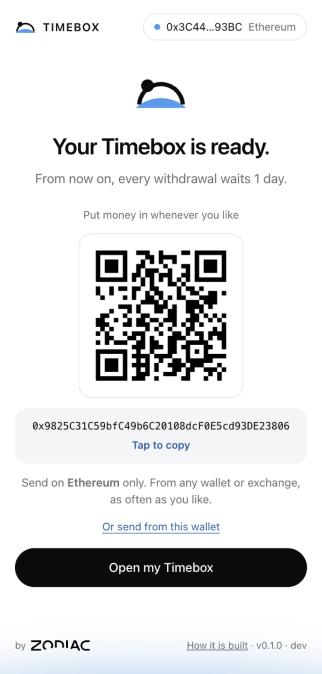 TIMEBOX
0x3C44...93BC Ethereum
Your Timebox is ready.
From now on, every withdrawal waits 1 day.
Put money in whenever you like
0x9825C31C59bfC49b6C20108dcF0E5cd93DE23806
Tap to copy
Send on Ethereum only. From any wallet or exchange,
as often as you like.
Or send from this wallet
Open my Timebox
by ZODIAC
How it is built · v0.1.0 · dev